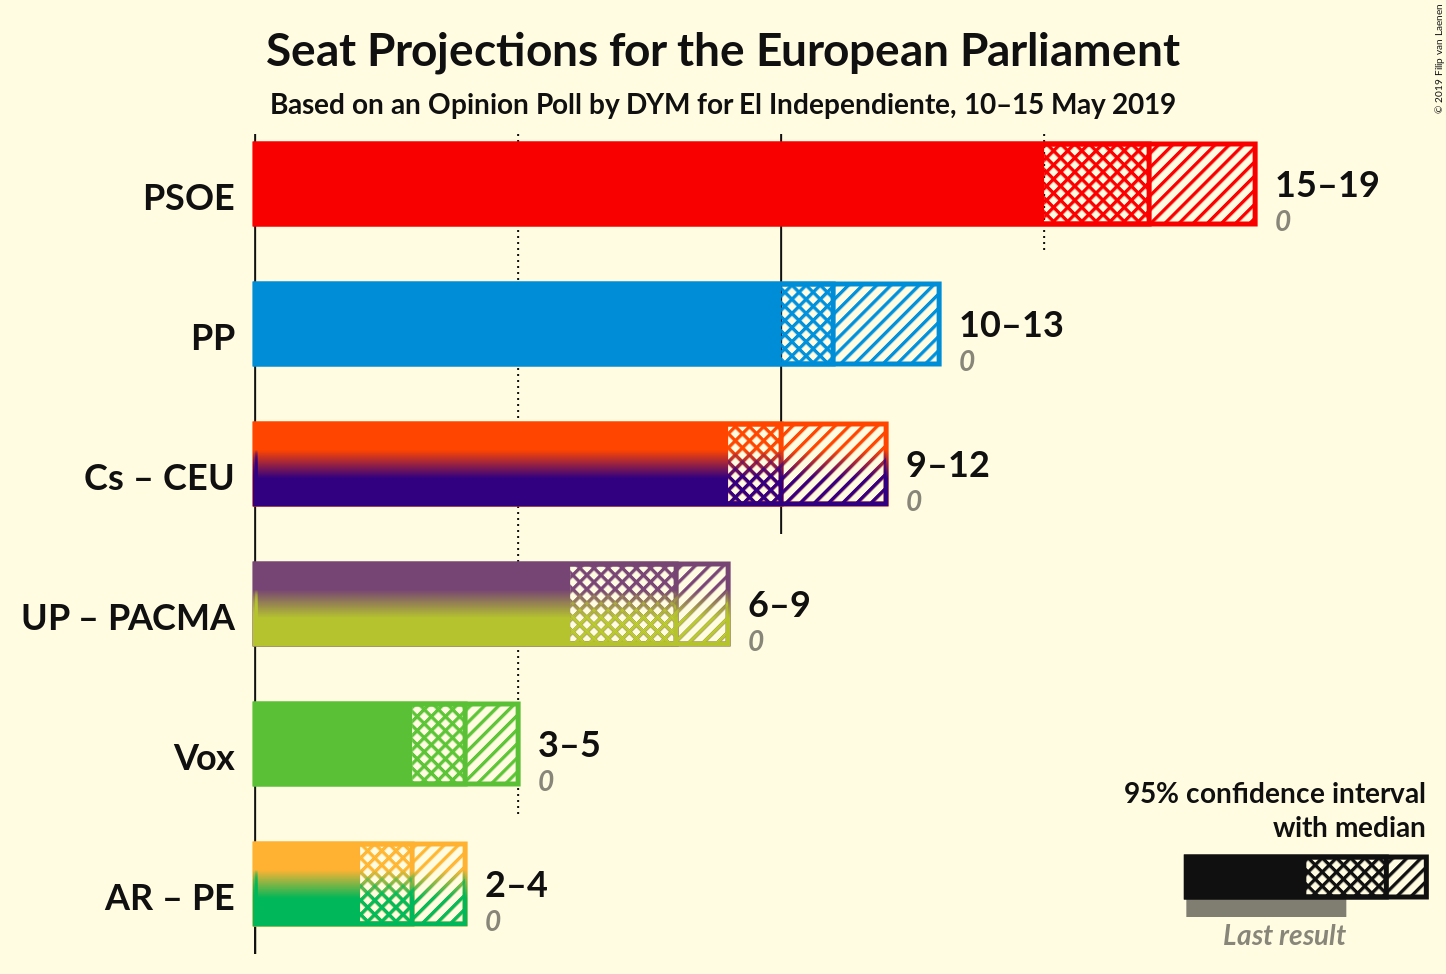 Seat Projections for the European Parliament
Based on an Opinion Poll by DYM for El Independiente, 10–15 May 2019
© 2019 Filip van Laenen
PSOE
15–19
0
PP
10–13
0
Cs – CEU
9–12
0
UP – PACMA
6–9
0
Vox
3–5
0
AR – PE
2–4
0
95% confidence interval
with median
Last result